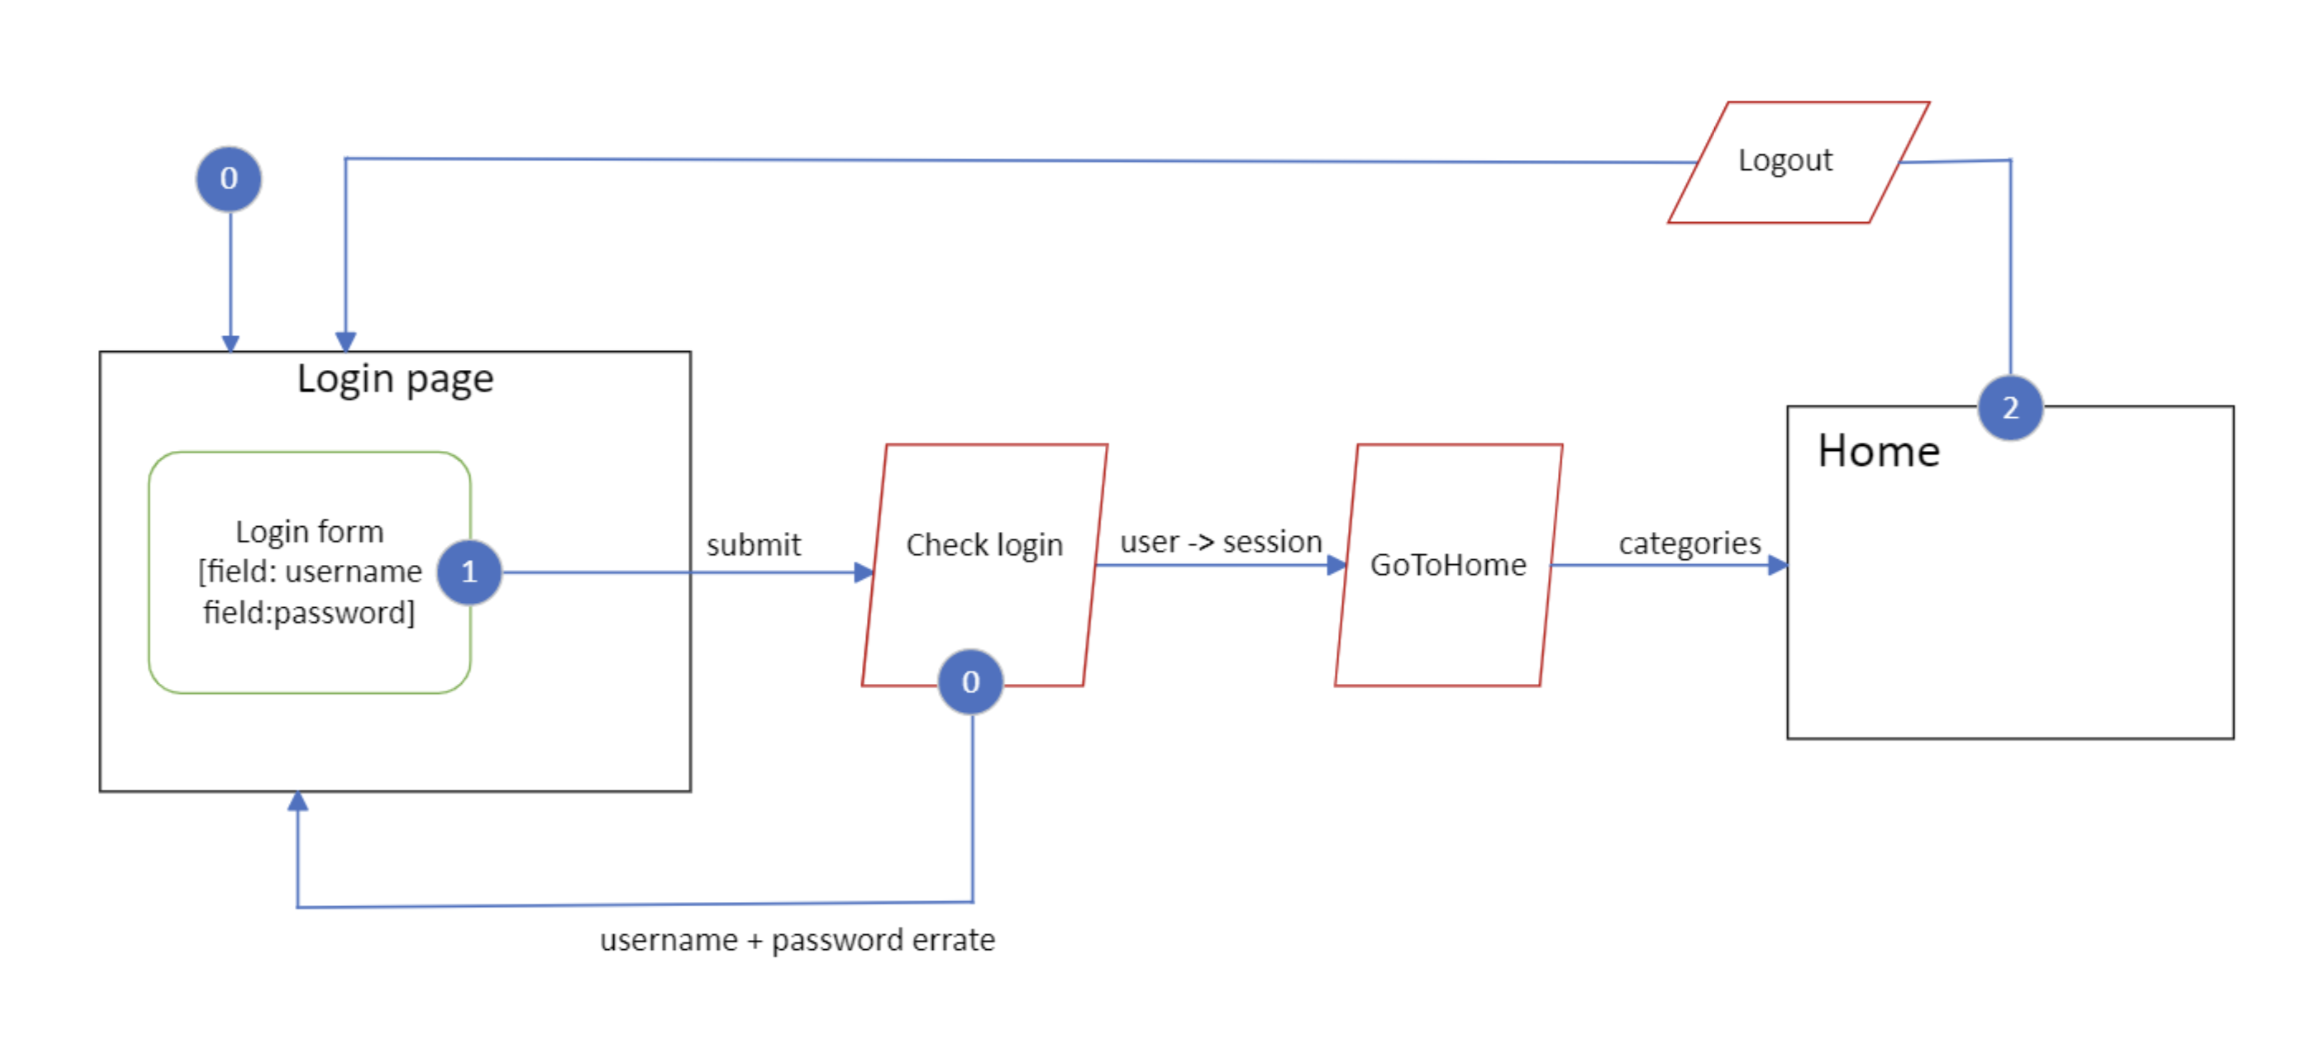 Logout
0
Login page
2
Home
Login form
[field: username
field:password]
1
submit
Check login
user -> session
GoToHome
categories
0
username + password errate